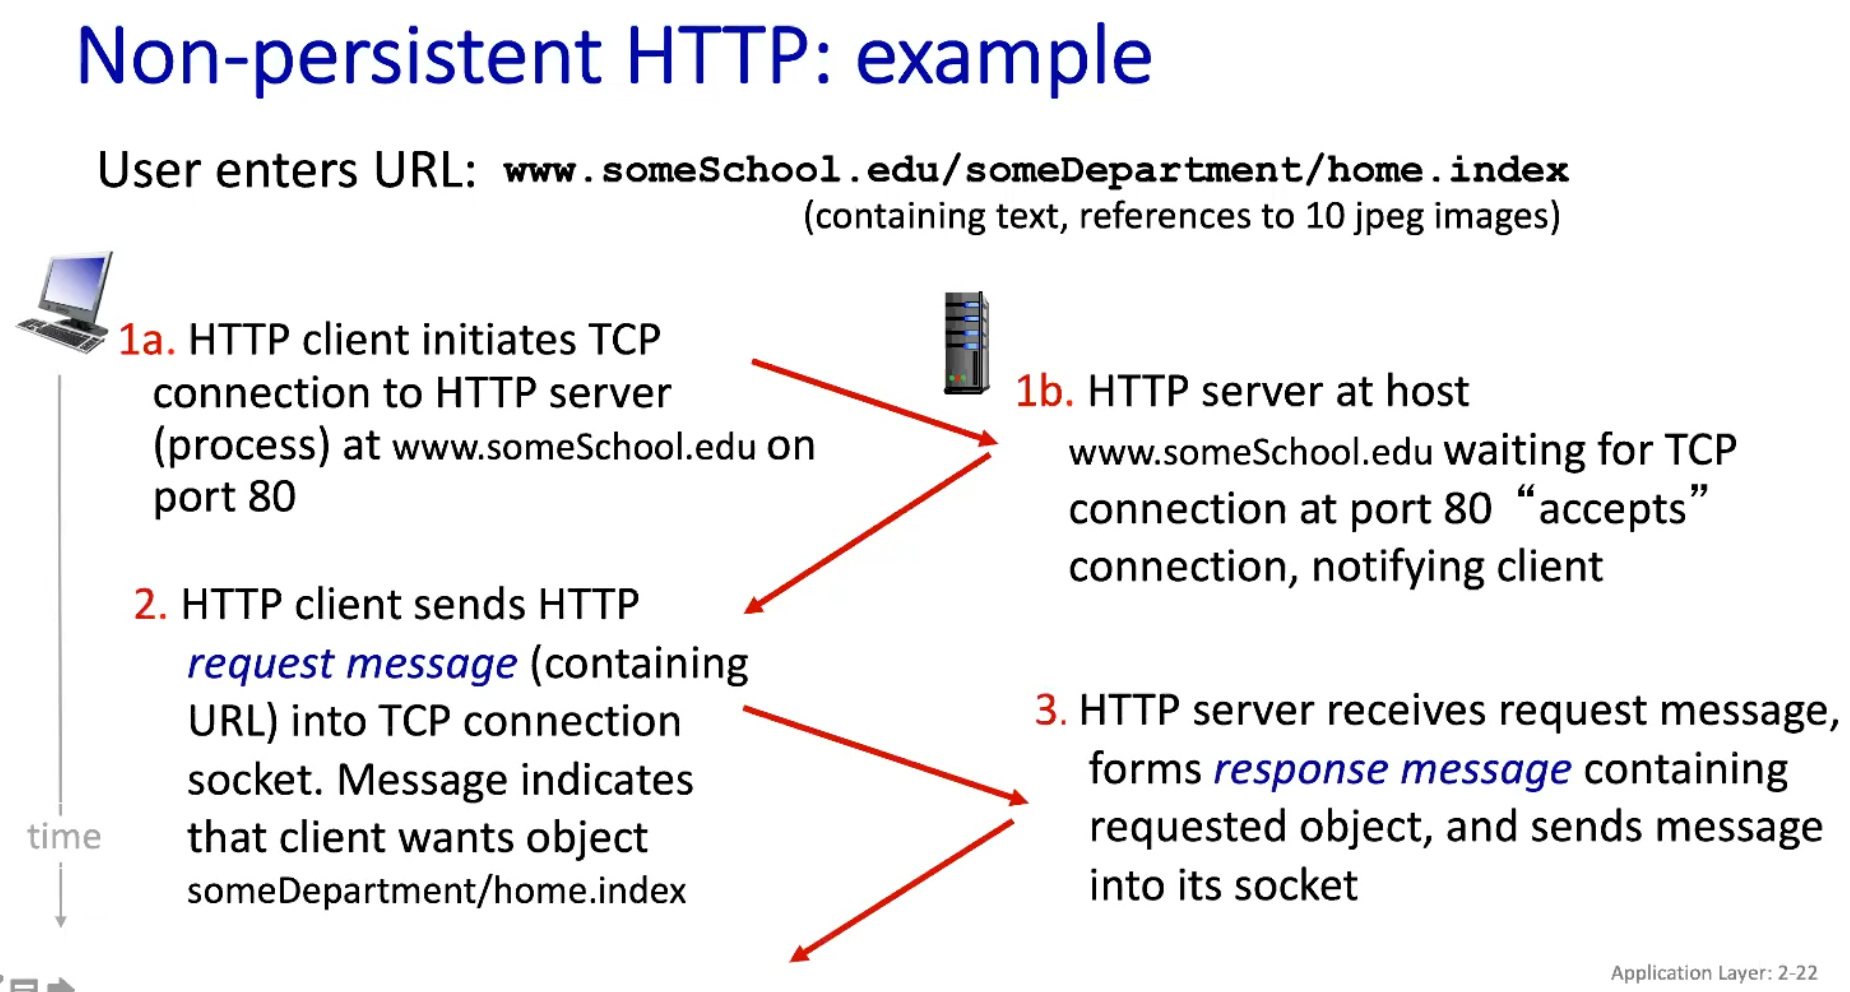 Non-persistent HTTP: example
User enters URL: www.someSchool.edu/someDepartment/home.index
(containing text, references to 10 jpeg images)
1a. HTTP client initiates TCP
connection to HTTP server
(process) at www.someSchool.edu on
port 80
1b. HTTP server at host
www.someSchool.edu waiting for TCP
connection at port 80 “accepts”
connection, notifying client
2. HTTP client sends HTTP
request message (containing
URL) into TCP connection
socket. Message indicates
that client wants object
someDepartment/home.index
3. HTTP server receives request message,
forms response message containing
requested object, and sends message
into its socket
time
Application Layer: 2-22